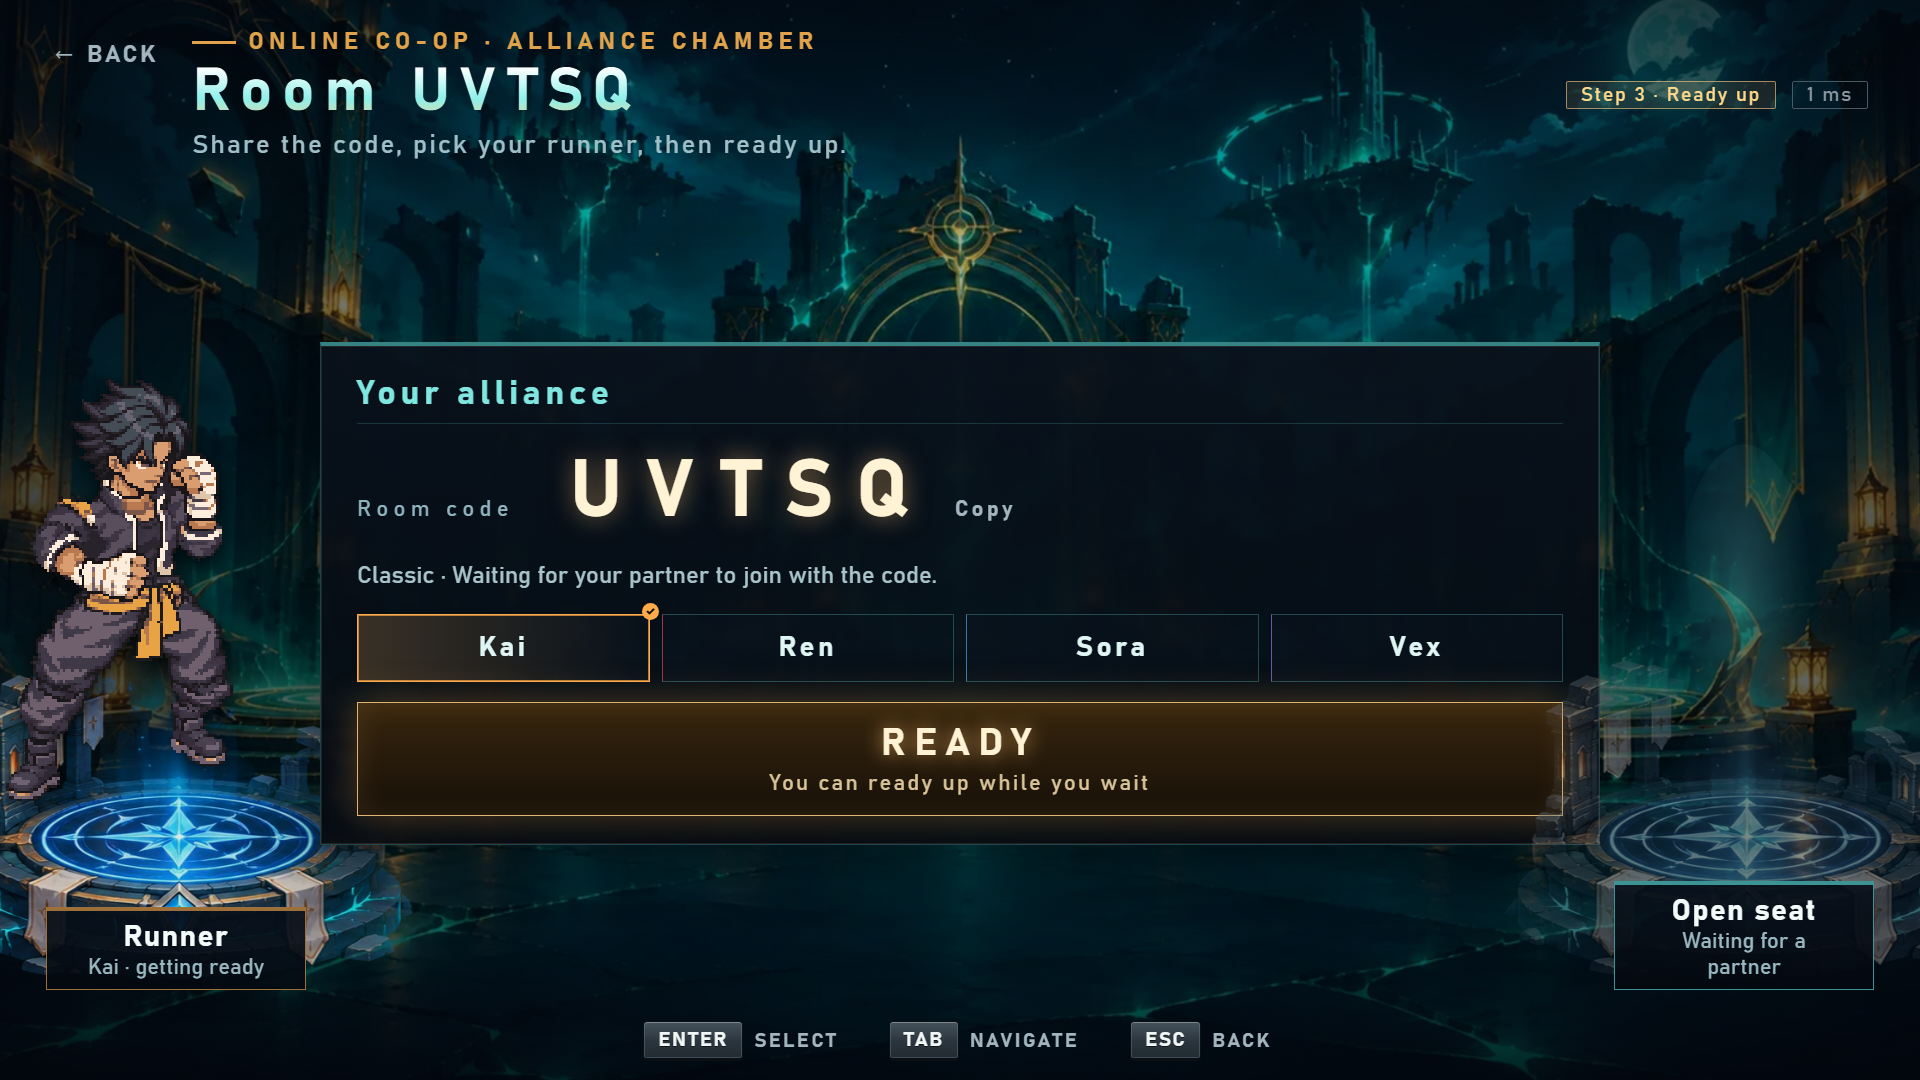 ← BACK
ONLINE CO-OP · ALLIANCE CHAMBER
Room UVTSQ
Share the code, pick your runner, then ready up.
Step 3 · Ready up
1 ms
Your alliance
Room code UVTSQ Copy
Classic · Waiting for your partner to join with the code.
Kai Ren Sora Vex
READY
You can ready up while you wait
Runner
Kai · getting ready
Open seat
Waiting for a
partner
ENTER SELECT TAB NAVIGATE ESC BACK